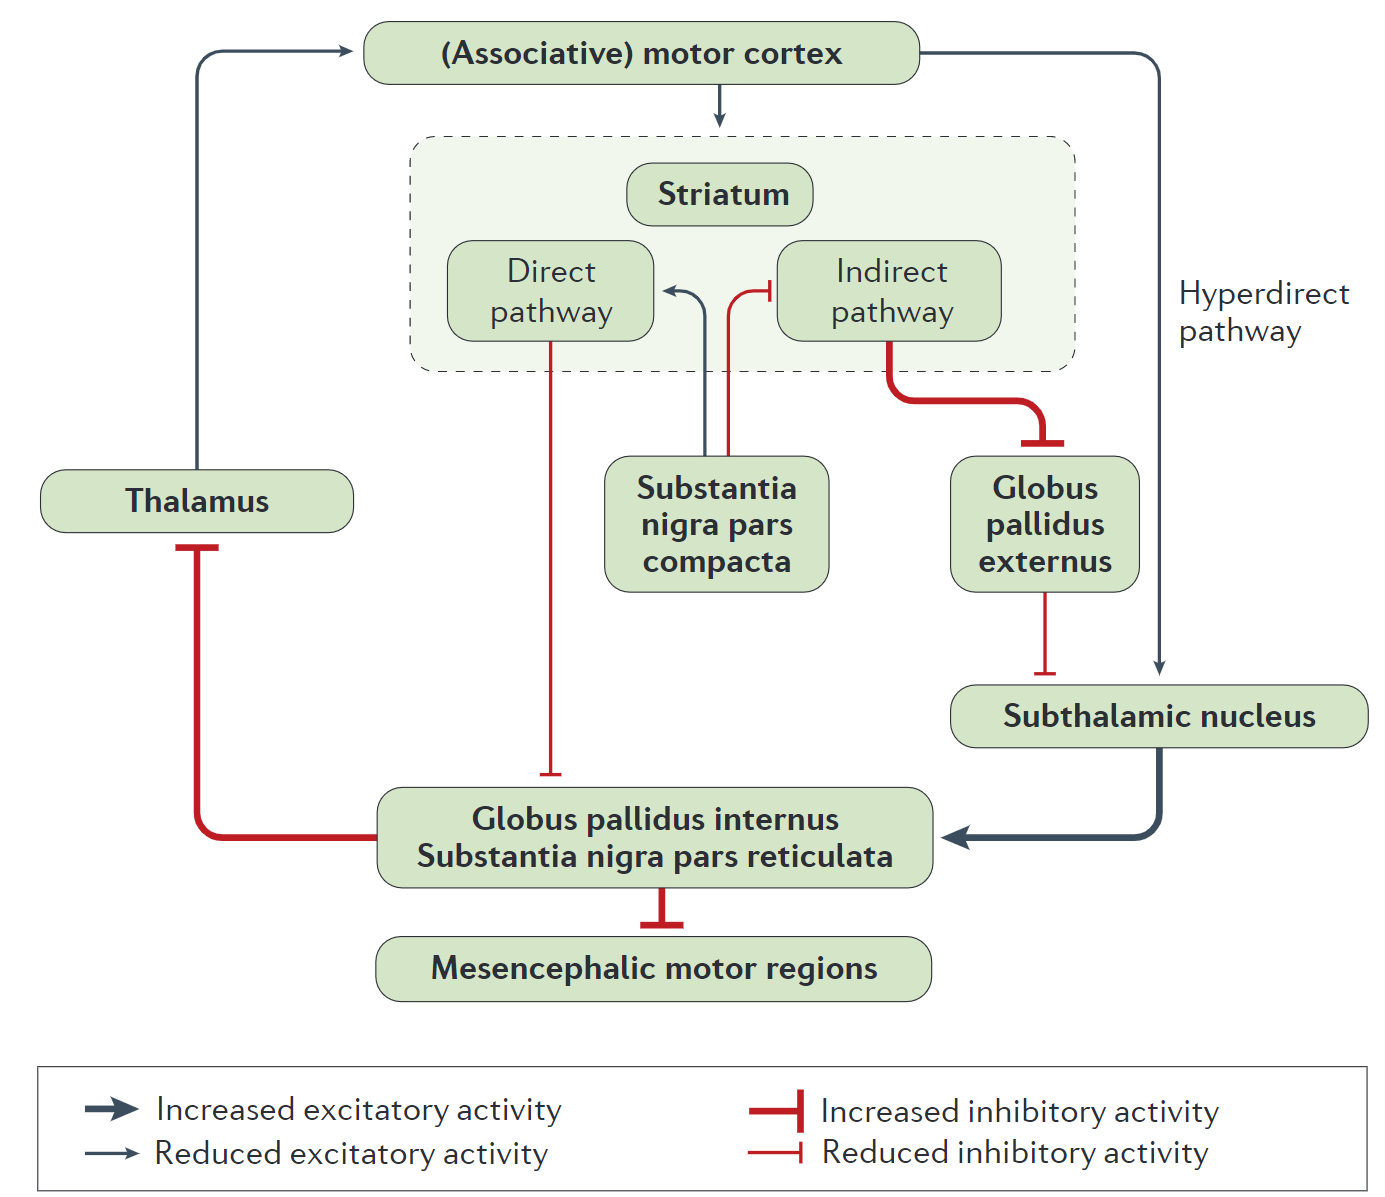 (Associative) motor cortex
Striatum
Direct
pathway
Indirect
pathway
Hyperdirect
pathway
Thalamus
Substantia
nigra pars
compacta
Globus
pallidus
externus
Subthalamic nucleus
Globus pallidus internus
Substantia nigra pars reticulata
Mesencephalic motor regions
Increased excitatory activity
Reduced excitatory activity
Increased inhibitory activity
Reduced inhibitory activity